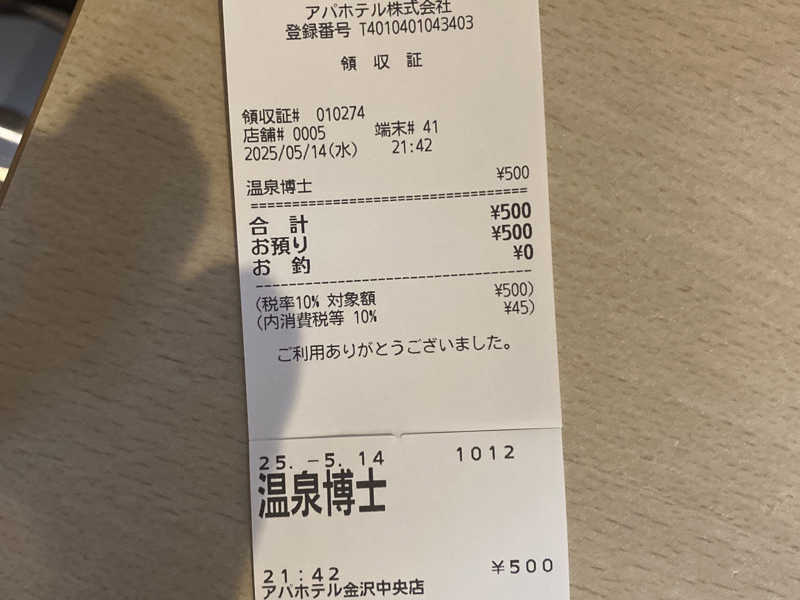 アパホテル株式会社
登録番号 T4010401043403
領 収 証
領収証# 010274
店舗# 0005 端末# 41
2025/05/14(水) 21:42
温泉博士 ¥500
==================================
合 計 ¥500
お預り ¥500
お 釣 ¥0
----------------------------------
(税率10% 対象額 ¥500)
(内消費税等 10% ¥45)
ご利用ありがとうございました。
25.-5.14 1012
温泉博士
21:42 ¥500
アパホテル金沢中央店